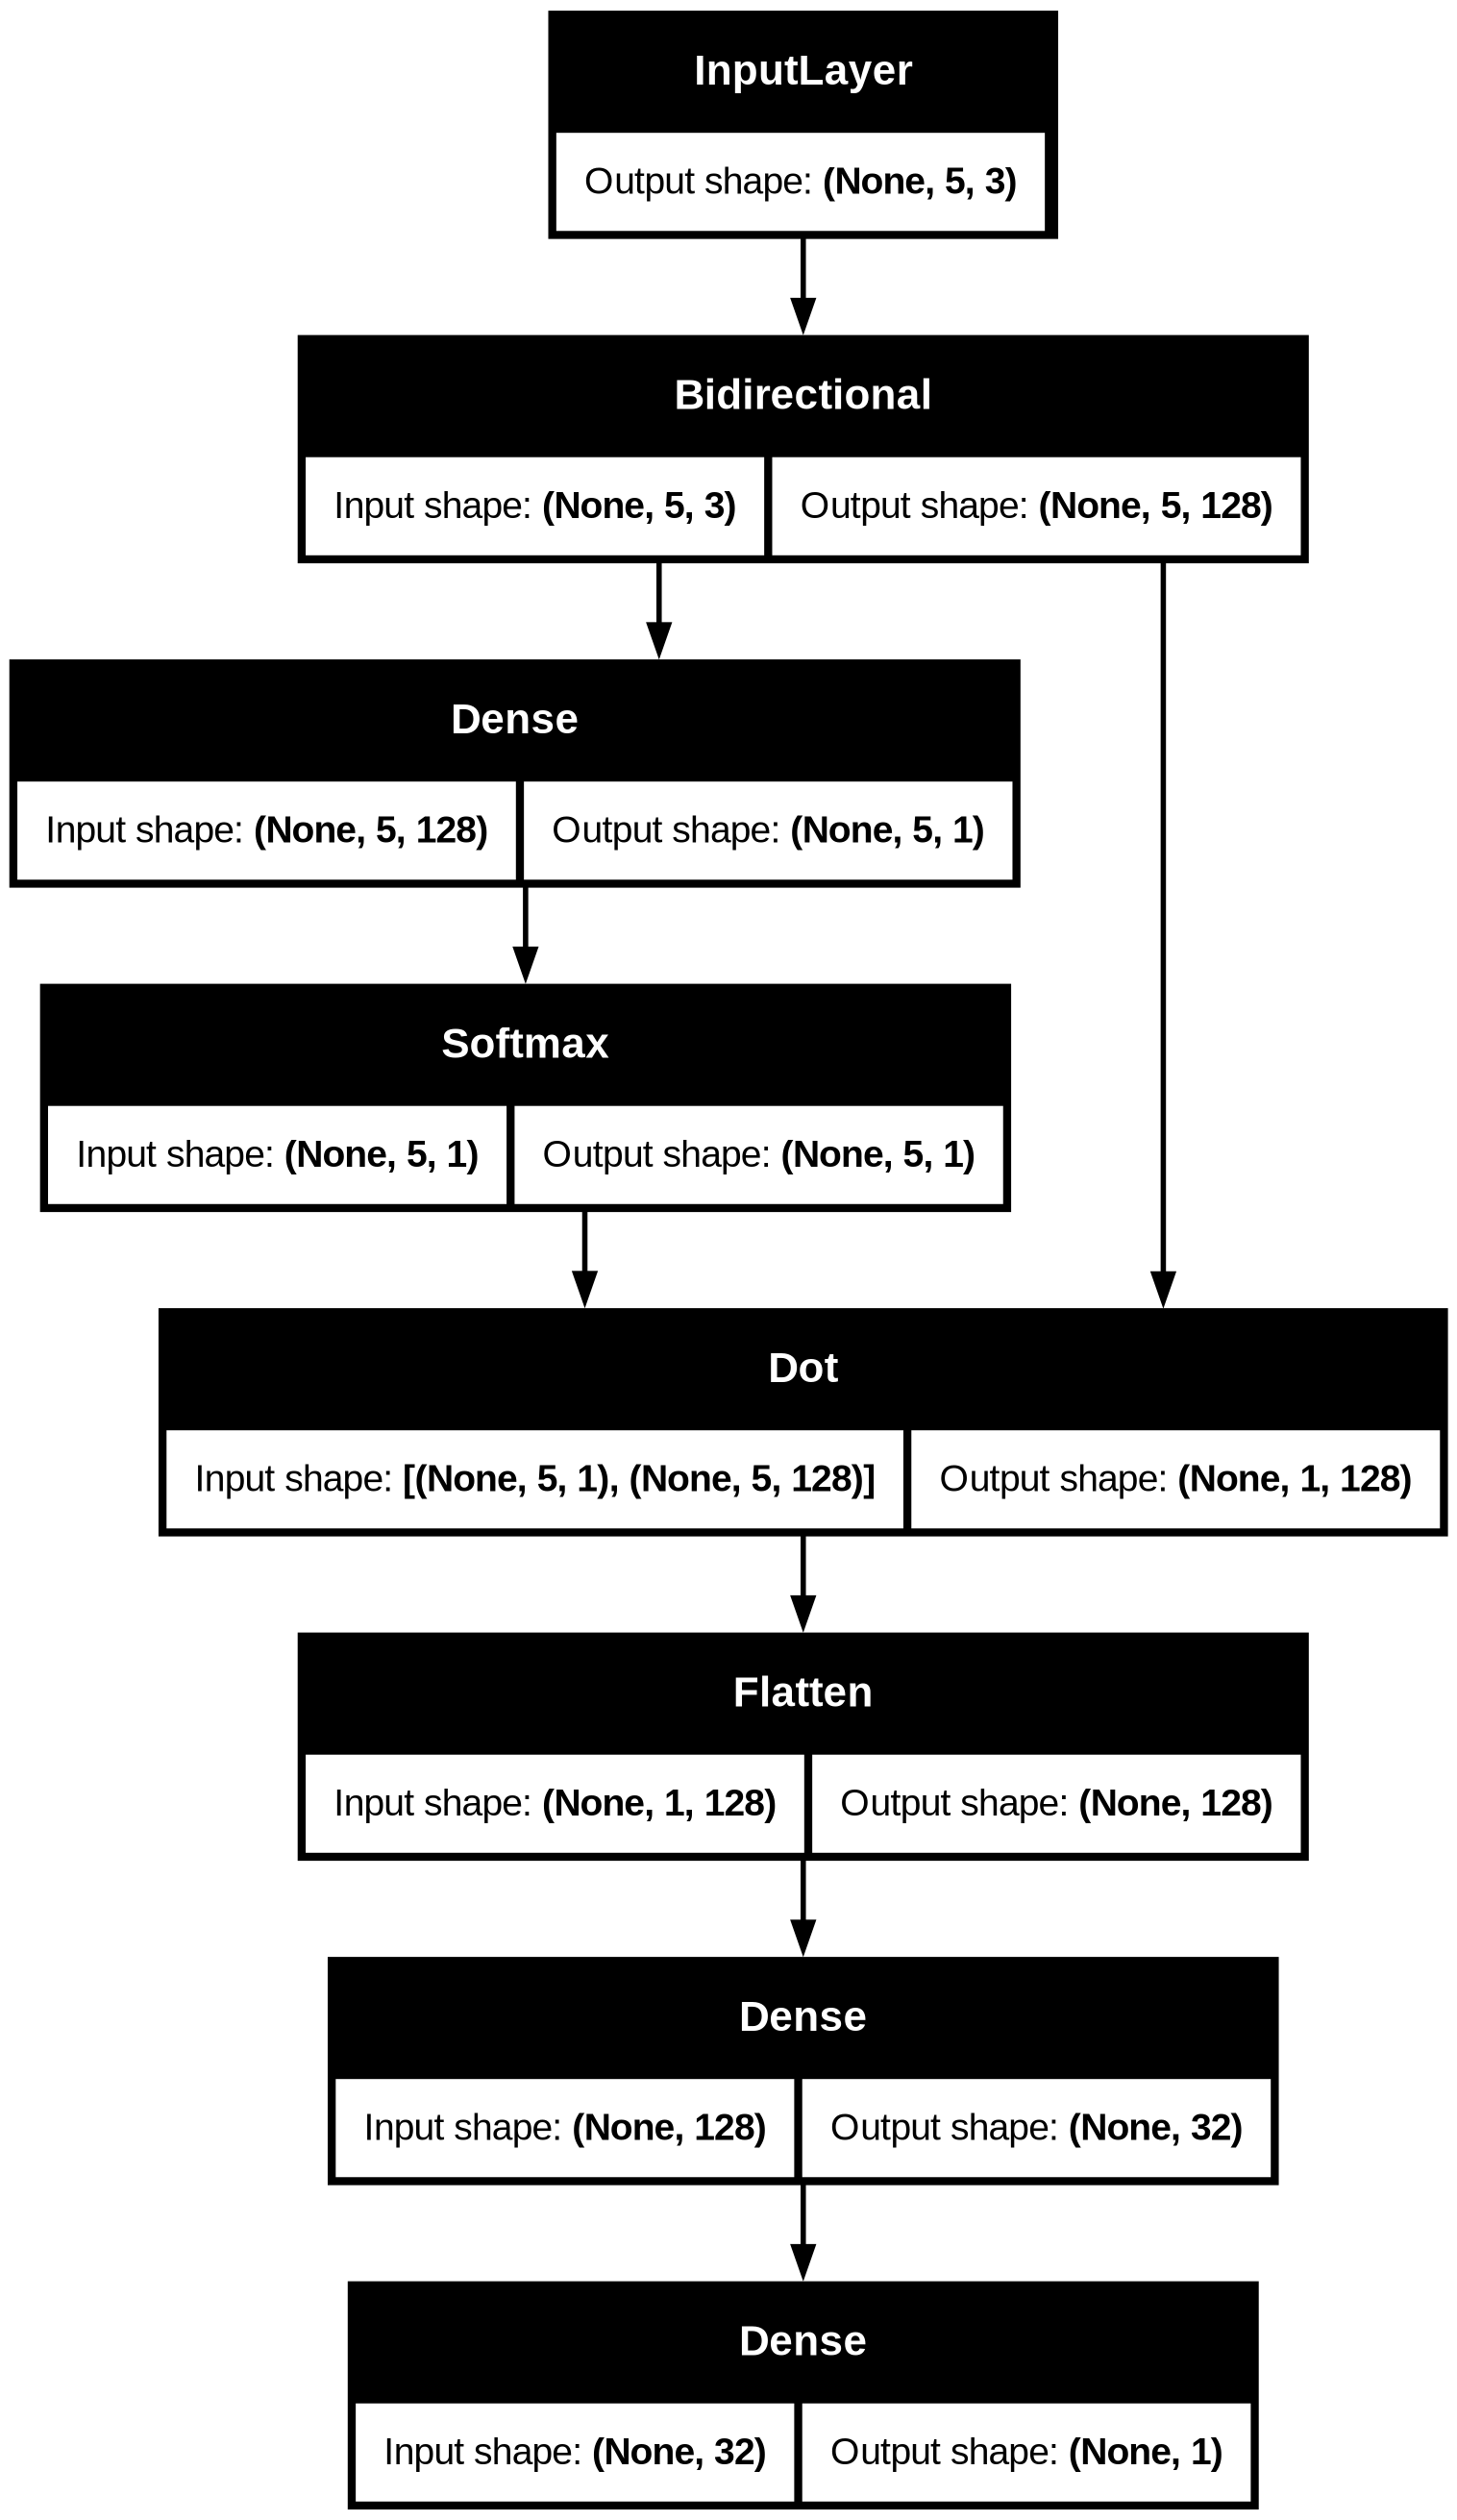 InputLayer
Output shape: (None, 5, 3)
Bidirectional
Input shape: (None, 5, 3)
Output shape: (None, 5, 128)
Dense
Input shape: (None, 5, 128)
Output shape: (None, 5, 1)
Softmax
Input shape: (None, 5, 1)
Output shape: (None, 5, 1)
Dot
Input shape: [(None, 5, 1), (None, 5, 128)]
Output shape: (None, 1, 128)
Flatten
Input shape: (None, 1, 128)
Output shape: (None, 128)
Dense
Input shape: (None, 128)
Output shape: (None, 32)
Dense
Input shape: (None, 32)
Output shape: (None, 1)